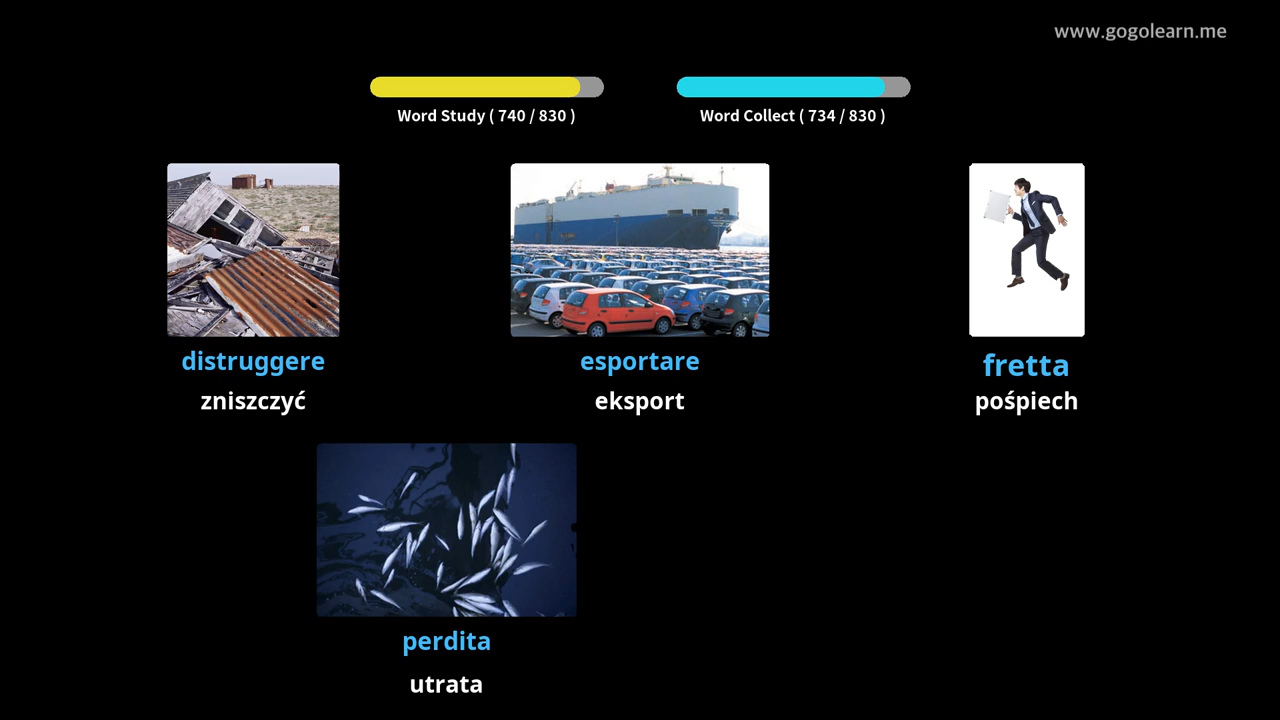 www.gogolearn.me
Word Study ( 740 / 830 )
Word Collect ( 734 / 830 )
distruggere
esportare
fretta
zniszczyć
eksport
pośpiech
perdita
utrata